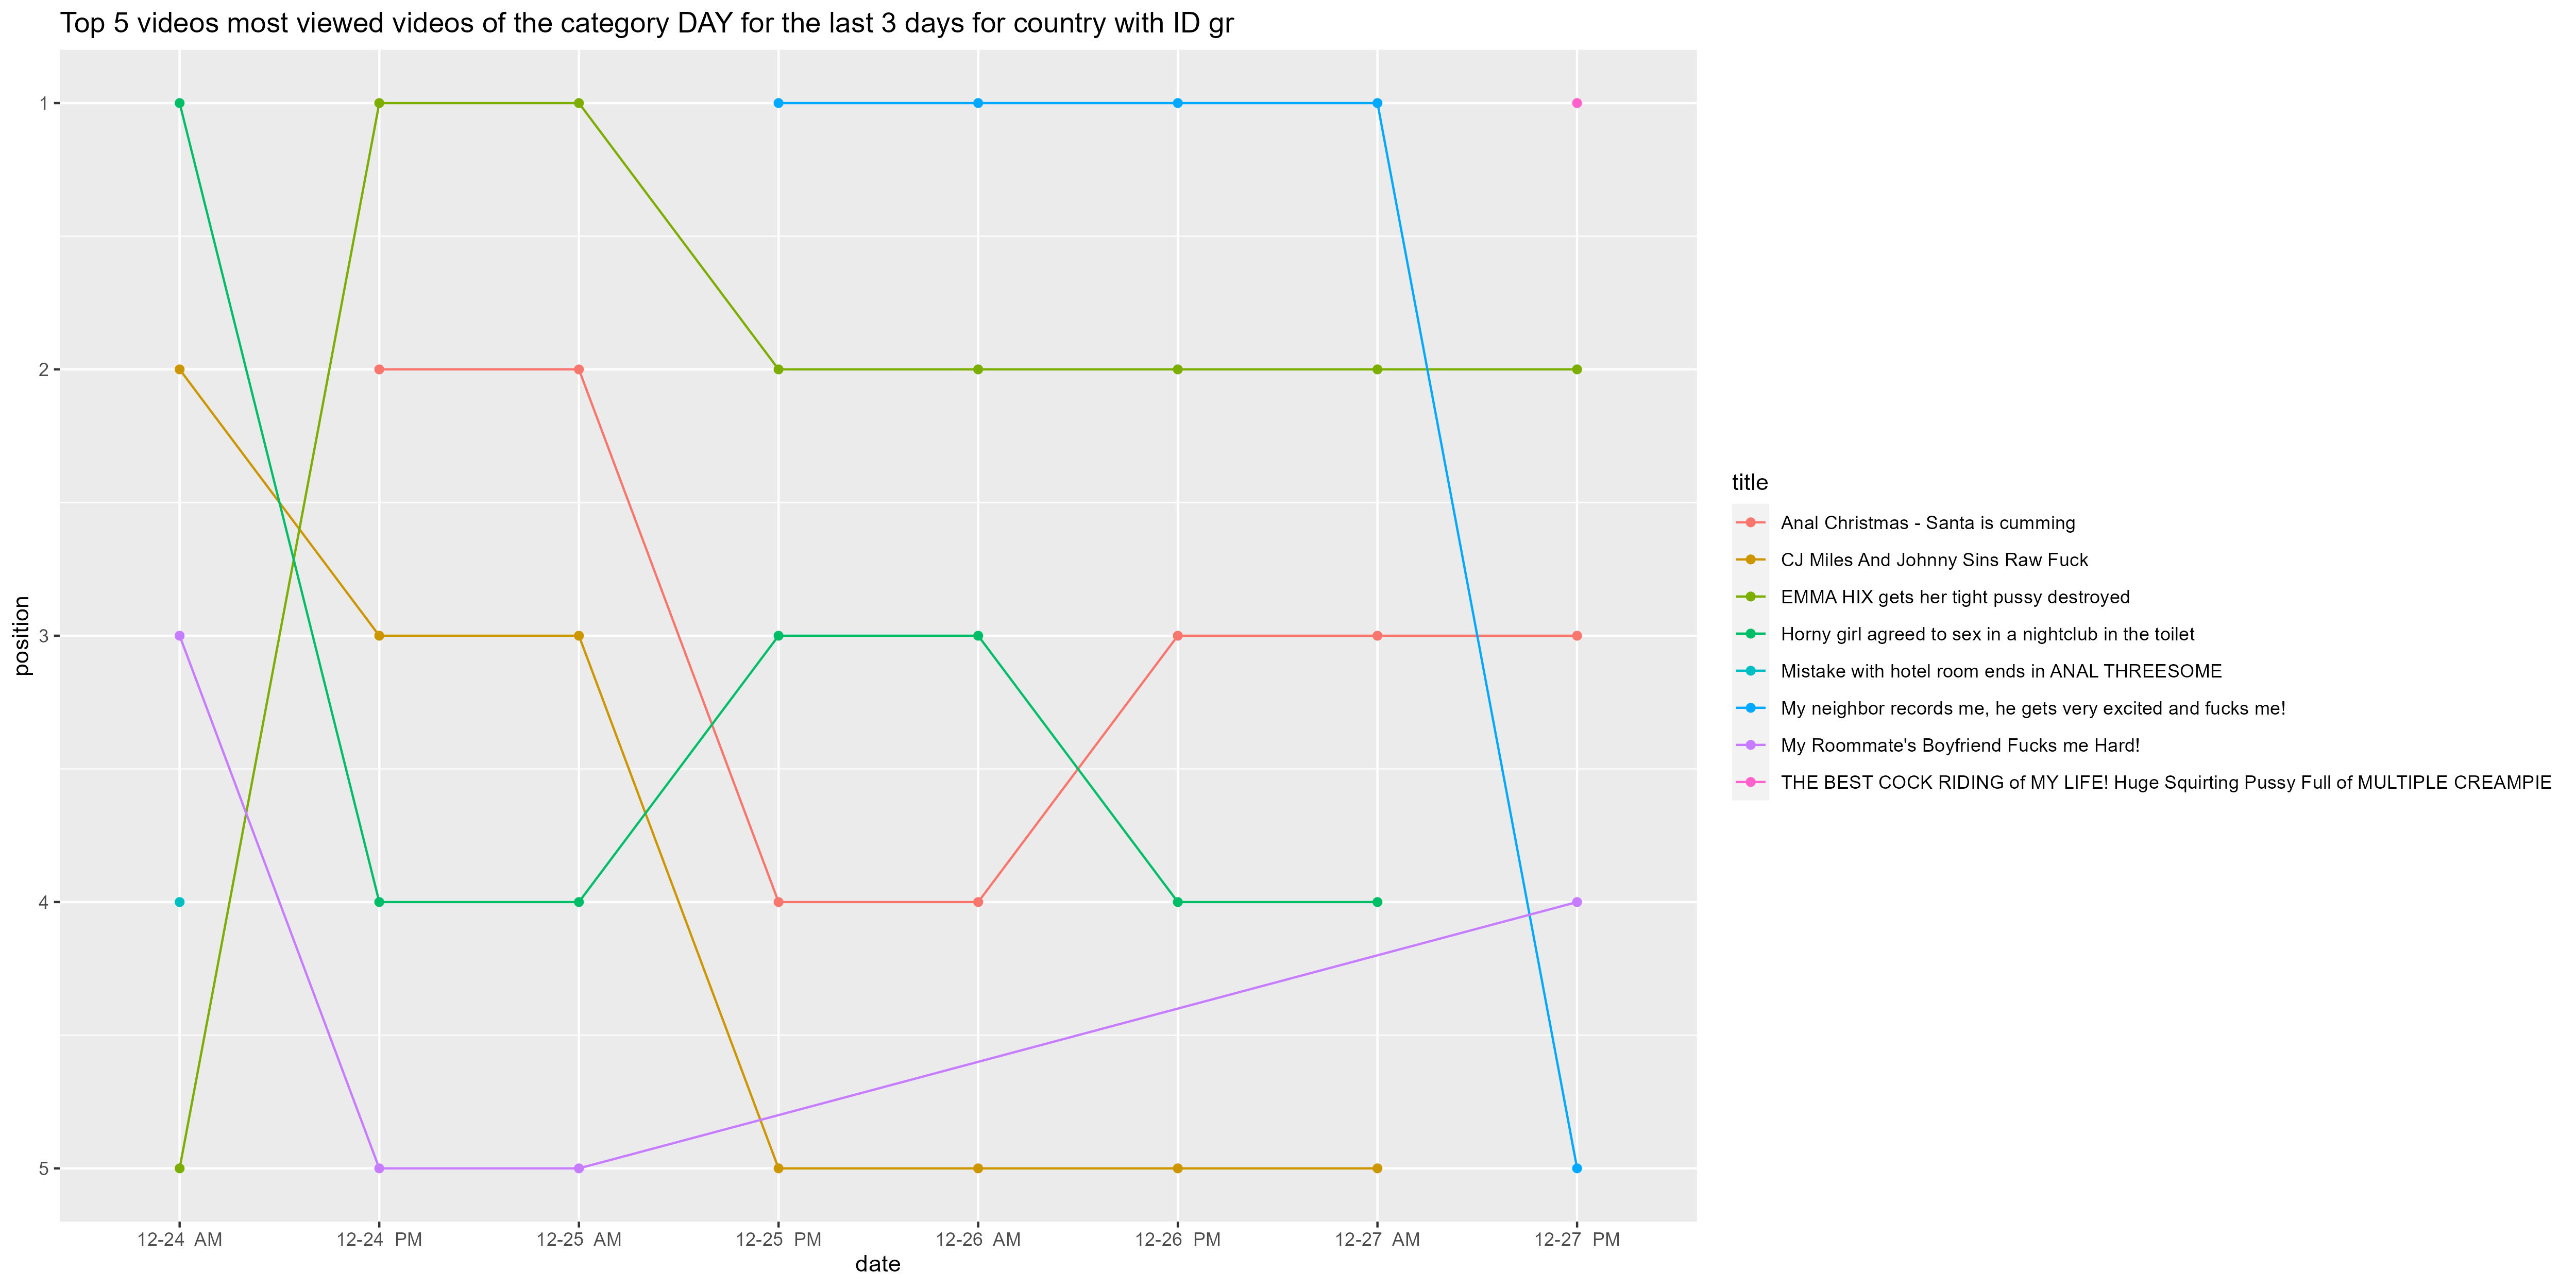 Top 5 videos most viewed videos of the category DAY for the last 3 days for country with ID gr
position
1
2
3
4
5
12-24 AM
12-24 PM
12-25 AM
12-25 PM
12-26 AM
12-26 PM
12-27 AM
12-27 PM
date
title
Anal Christmas - Santa is cumming
CJ Miles And Johnny Sins Raw Fuck
EMMA HIX gets her tight pussy destroyed
Horny girl agreed to sex in a nightclub in the toilet
Mistake with hotel room ends in ANAL THREESOME
My neighbor records me, he gets very excited and fucks me!
My Roommate's Boyfriend Fucks me Hard!
THE BEST COCK RIDING of MY LIFE! Huge Squirting Pussy Full of MULTIPLE CREAMPIE